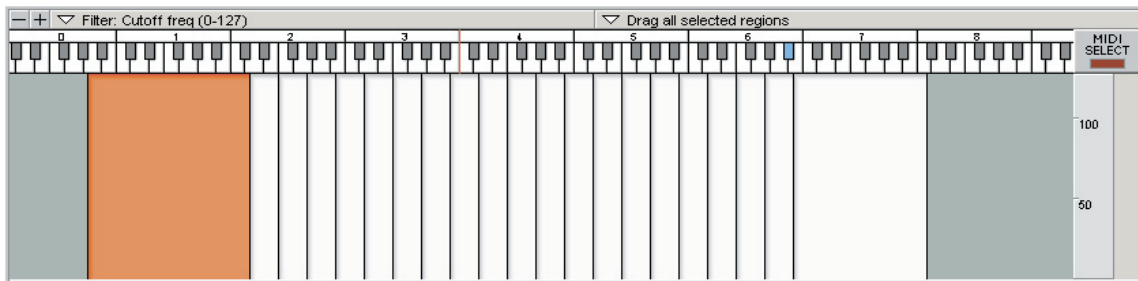 − + ▽ Filter: Cutoff freq (0-127) ▽ Drag all selected regions
0 1 2 3 4 5 6 7 8
MIDI
SELECT
100
50